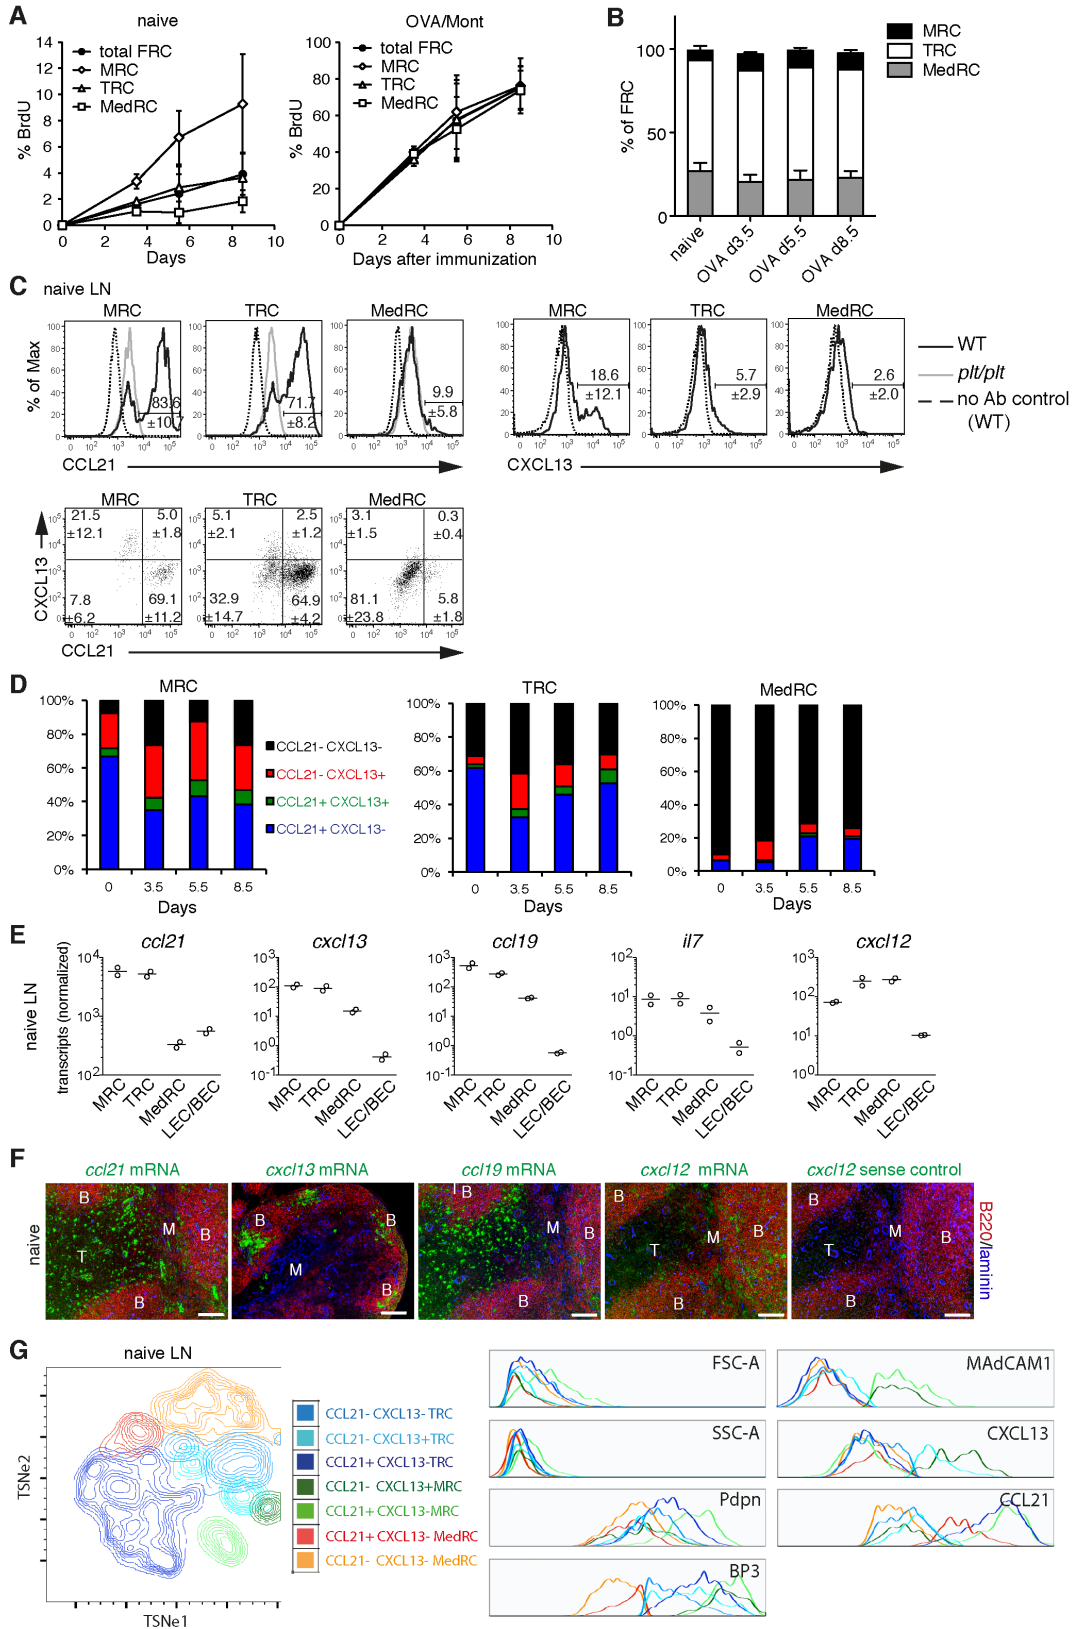 A
naive
14
12
10
8
6
4
2
0
% BrdU
total FRC
MRC
TRC
MedRC
0 2 4 6 8 10
Days
OVA/Mont
100
80
60
40
20
0
% BrdU
total FRC
MRC
TRC
MedRC
0 2 4 6 8 10
Days after immunization
B
100
50
0
% of FRC
naive
OVA d3.5
OVA d5.5
OVA d8.5
MRC
TRC
MedRC
C
naive LN
MRC TRC MedRC
% of Max
83.6
±10
71.7
±8.2
9.9
±5.8
CCL21
MRC TRC MedRC
18.6
±12.1
5.7
±2.9
2.6
±2.0
CXCL13
WT
plt/plt
no Ab control
(WT)
MRC TRC MedRC
CXCL13
21.5 5.0
±12.1 ±1.8
7.8 69.1
±6.2 ±11.2
5.1 2.5
±2.1 ±1.2
32.9 64.9
±14.7 ±4.2
3.1 0.3
±1.5 ±0.4
81.1 5.8
±23.8 ±1.8
CCL21
D
MRC
100%
80%
60%
40%
20%
0%
0 3.5 5.5 8.5
Days
CCL21- CXCL13-
CCL21- CXCL13+
CCL21+ CXCL13+
CCL21+ CXCL13-
TRC
100%
80%
60%
40%
20%
0%
0 3.5 5.5 8.5
Days
MedRC
100%
80%
60%
40%
20%
0%
0 3.5 5.5 8.5
Days
E
naive LN
transcripts (normalized)
ccl21
10⁴
10³
10²
MRC
TRC
MedRC
LEC/BEC
cxcl13
10³
10²
10¹
10⁰
10⁻¹
MRC
TRC
MedRC
LEC/BEC
ccl19
10³
10²
10¹
10⁰
10⁻¹
MRC
TRC
MedRC
LEC/BEC
il7
10²
10¹
10⁰
10⁻¹
MRC
TRC
MedRC
LEC/BEC
cxcl12
10³
10²
10¹
10⁰
MRC
TRC
MedRC
LEC/BEC
F
ccl21 mRNA
cxcl13 mRNA
ccl19 mRNA
cxcl12 mRNA
cxcl12 sense control
naive
B M B T B
B B M B
B M B T B
B M B T B
B M B T B
B220/laminin
G
naive LN
TSNe2
TSNe1
CCL21- CXCL13- TRC
CCL21- CXCL13+TRC
CCL21+ CXCL13-TRC
CCL21- CXCL13+MRC
CCL21+ CXCL13-MRC
CCL21+ CXCL13- MedRC
CCL21- CXCL13- MedRC
FSC-A
SSC-A
Pdpn
BP3
MAdCAM1
CXCL13
CCL21